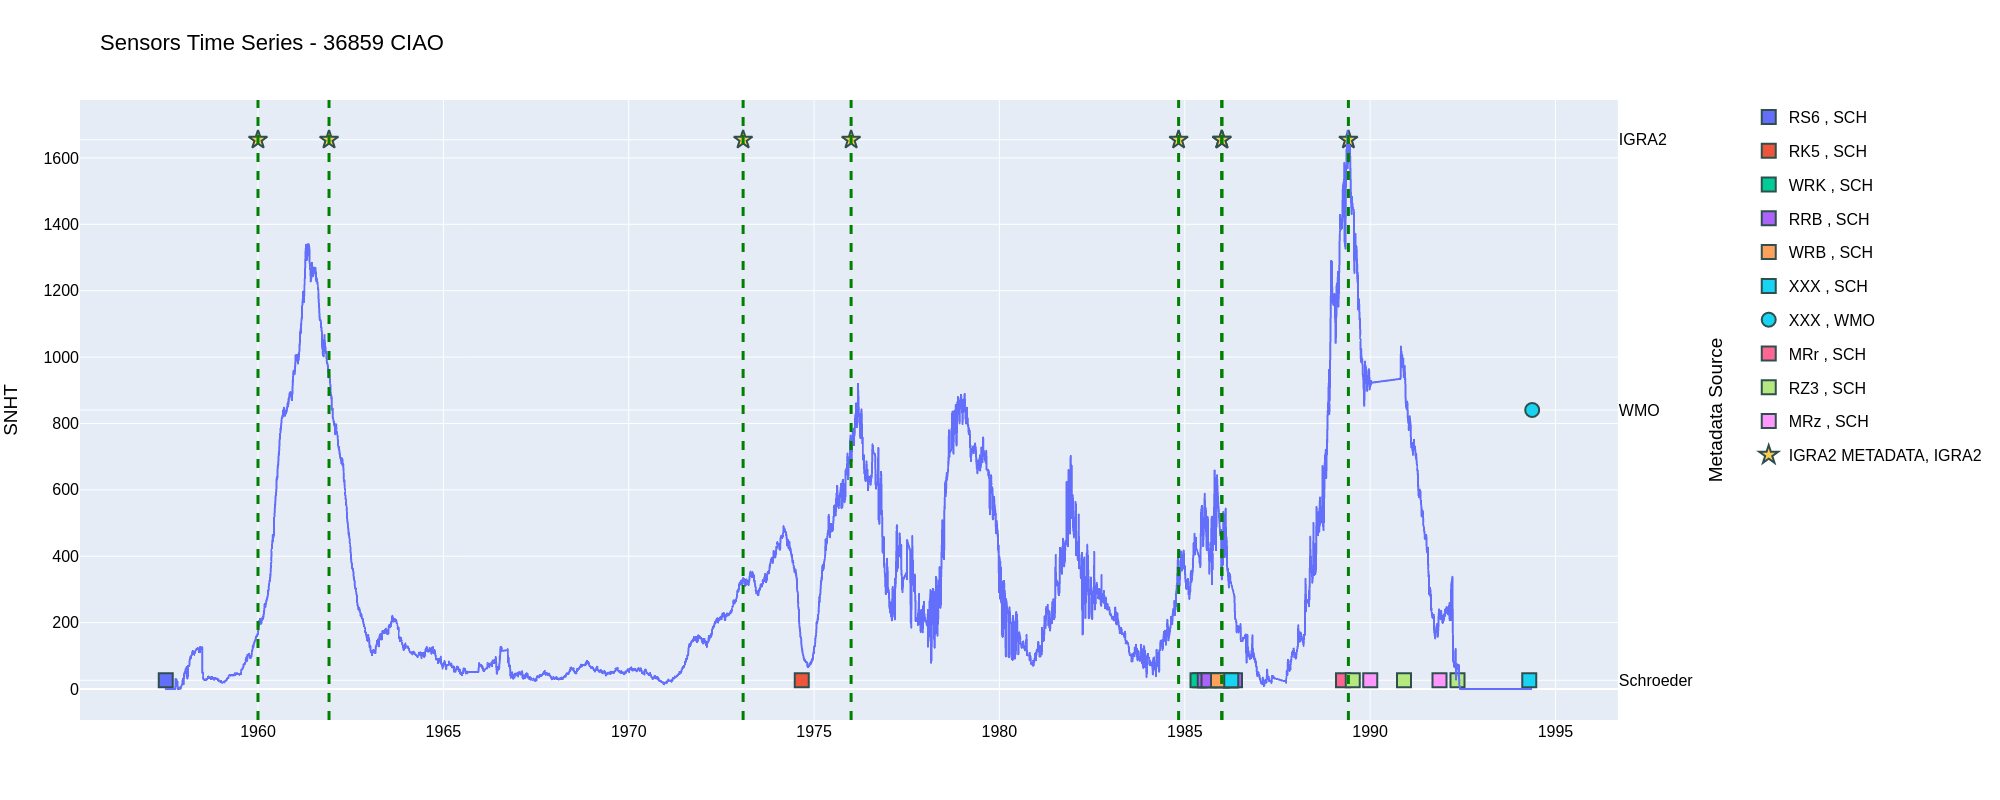 Sensors Time Series - 36859 CIAO
SNHT
1600
1400
1200
1000
800
600
400
200
0
1960
1965
1970
1975
1980
1985
1990
1995
IGRA2
WMO
Schroeder
Metadata Source
RS6 , SCH
RK5 , SCH
WRK , SCH
RRB , SCH
WRB , SCH
XXX , SCH
XXX , WMO
MRr , SCH
RZ3 , SCH
MRz , SCH
IGRA2 METADATA, IGRA2